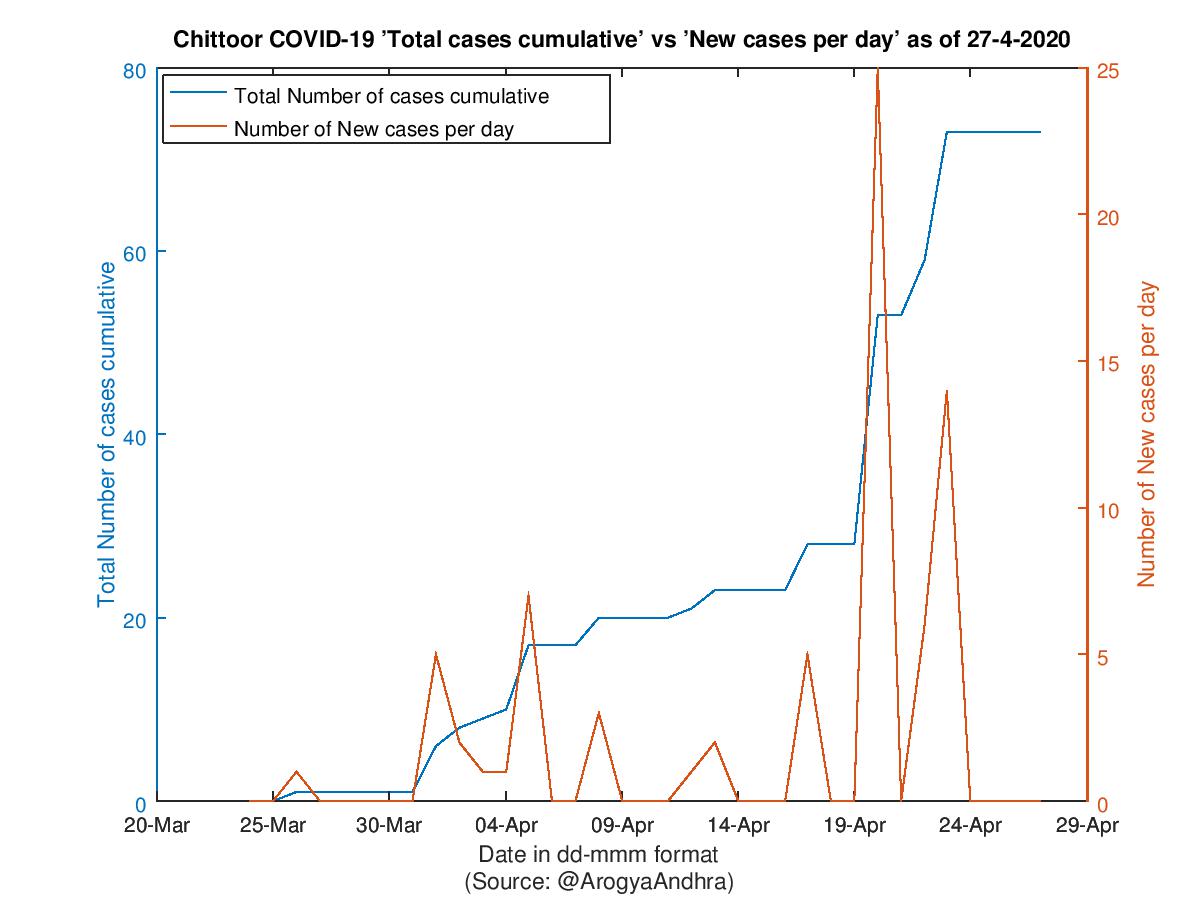 Chittoor COVID-19 ’Total cases cumulative’ vs ’New cases per day’ as of 27-4-2020
Total Number of cases cumulative
Number of New cases per day
80
60
40
20
0
Total Number of cases cumulative
25
20
15
10
5
0
Number of New cases per day
20-Mar 25-Mar 30-Mar 04-Apr 09-Apr 14-Apr 19-Apr 24-Apr 29-Apr
Date in dd-mmm format
(Source: @ArogyaAndhra)